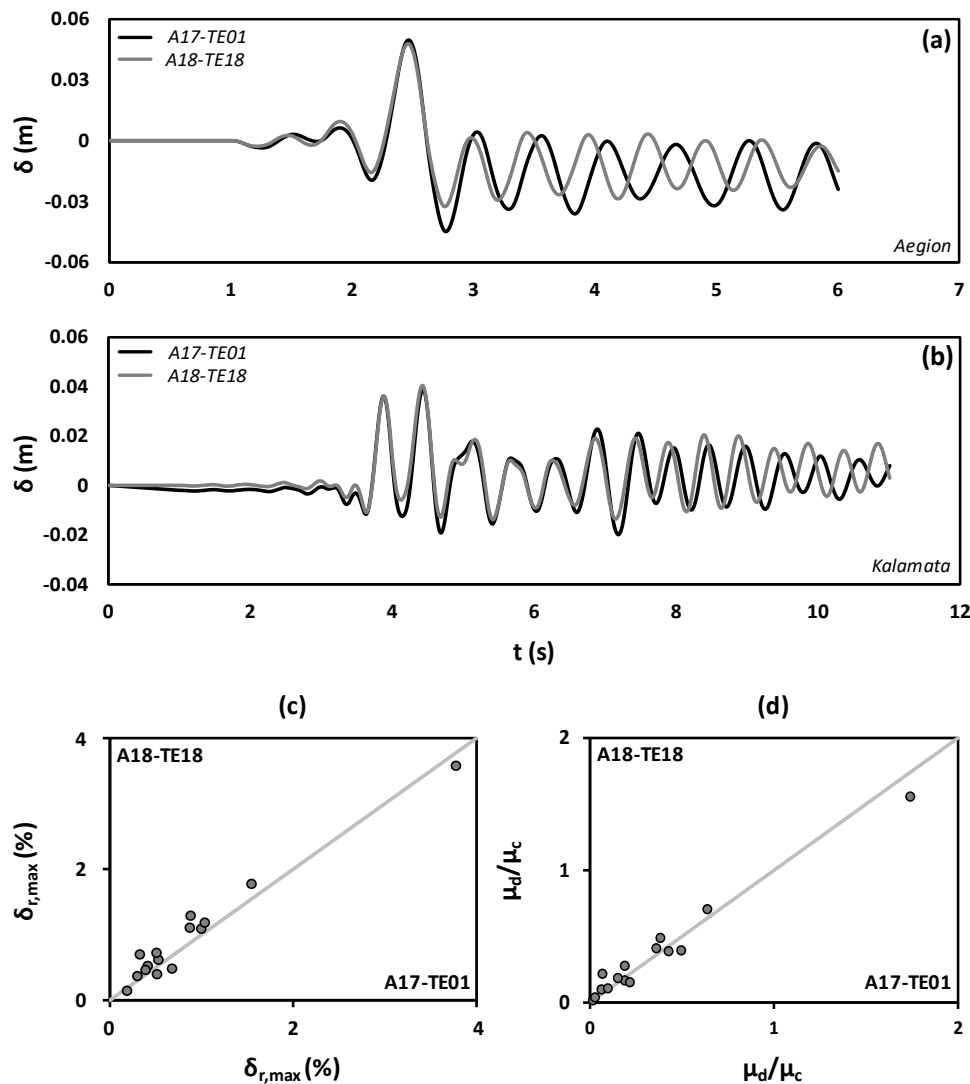 0.06
A17-TE01
(a)
A18-TE18
0.03
δ (m)
0
-0.03
-0.06
Aegion
0 1 2 3 4 5 6 7
0.06
A17-TE01
(b)
A18-TE18
0.04
0.02
δ (m)
0
-0.02
-0.04
Kalamata
0 2 4 6 8 10 12
t (s)
(c) (d)
4
A18-TE18
δr,max (%)
2
0
A17-TE01
0 2 4
δr,max (%)
2
A18-TE18
μd/μc
1
0
A17-TE01
0 1 2
μd/μc